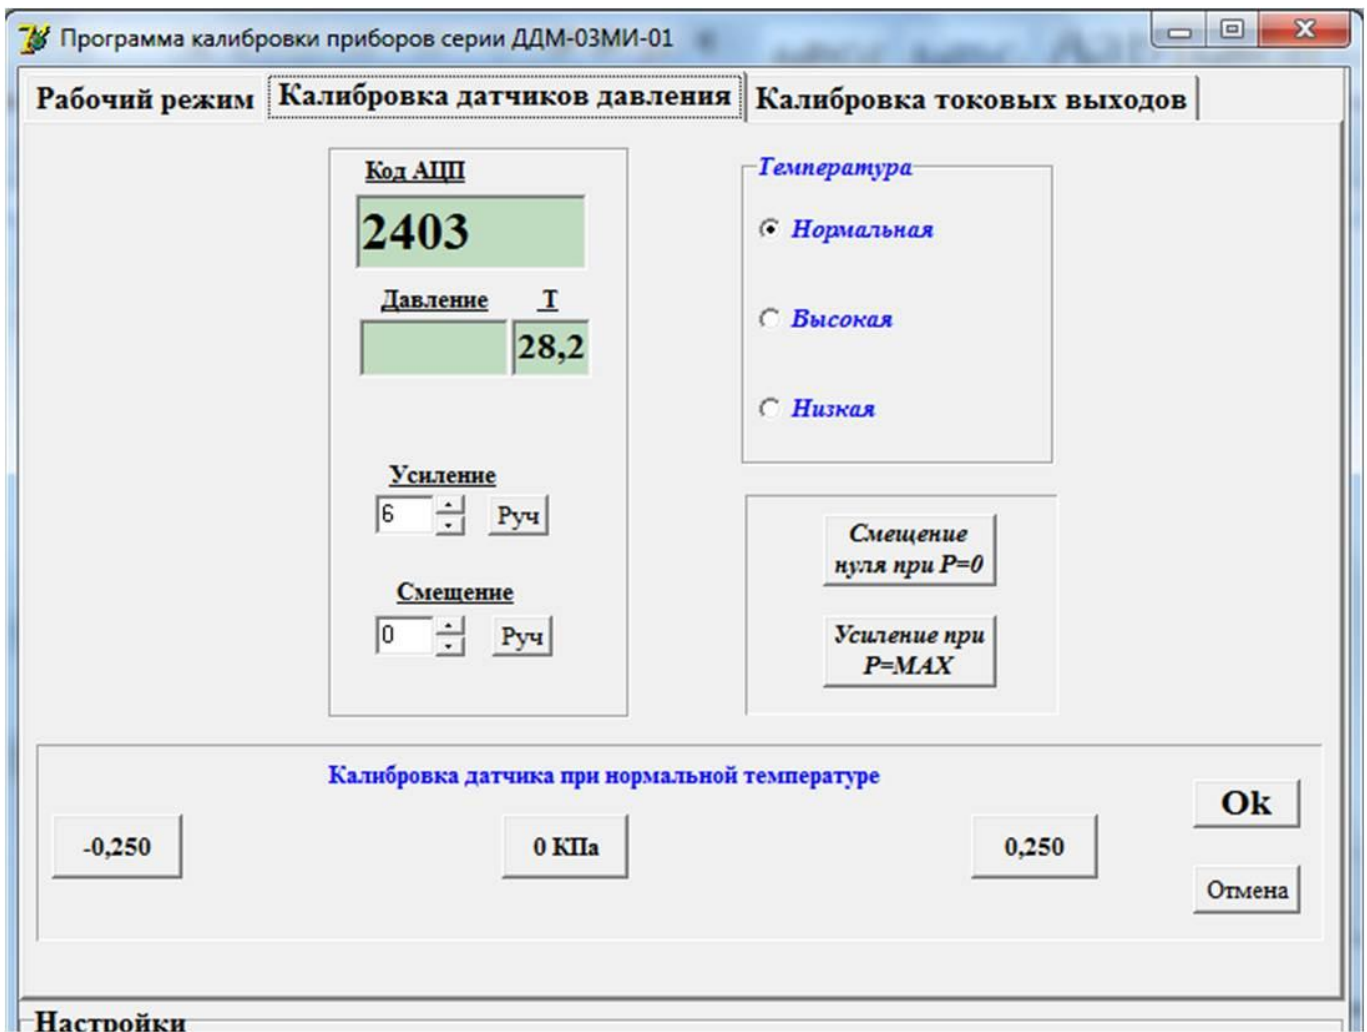 Программа калибровки приборов серии ДДМ-03МИ-01
Рабочий режим
Калибровка датчиков давления
Калибровка токовых выходов
Код АЦП
2403
Давление T
28,2
Усиление
6 Руч
Смещение
0 Руч
Температура
Нормальная
Высокая
Низкая
Смещение
нуля при P=0
Усиление при
P=MAX
Калибровка датчика при нормальной температуре
-0,250
0 КПа
0,250
Ok
Отмена
Настройки